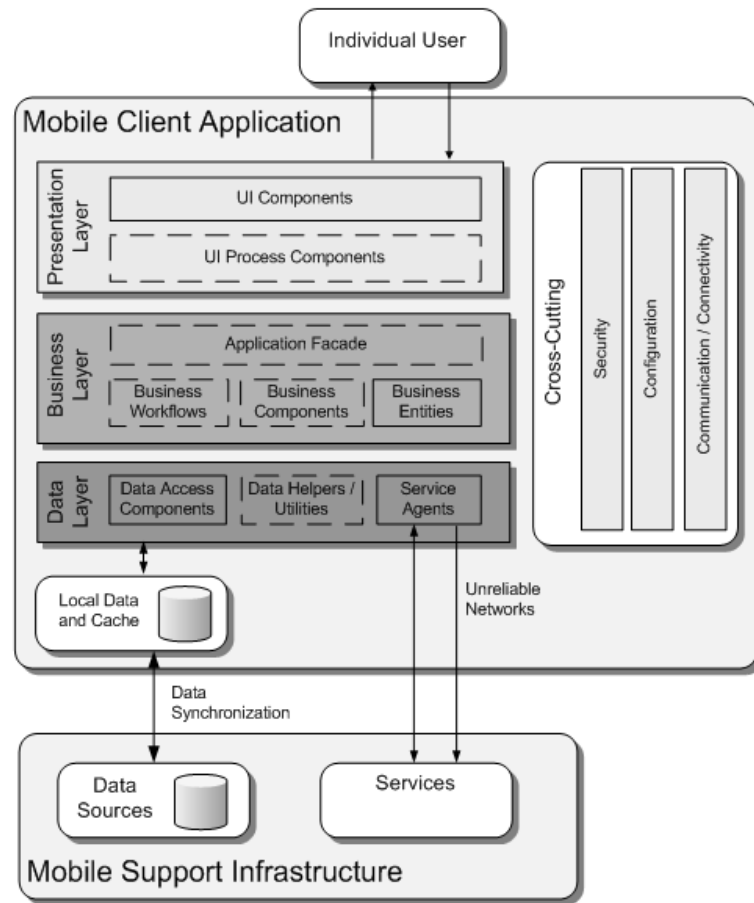 Individual User
Mobile Client Application
Presentation
Layer
UI Components
UI Process Components
Business
Layer
Application Facade
Business
Workflows
Business
Components
Business
Entities
Data
Layer
Data Access
Components
Data Helpers /
Utilities
Service
Agents
Cross-Cutting
Security
Configuration
Communication / Connectivity
Local Data
and Cache
Unreliable
Networks
Data
Synchronization
Data
Sources
Services
Mobile Support Infrastructure